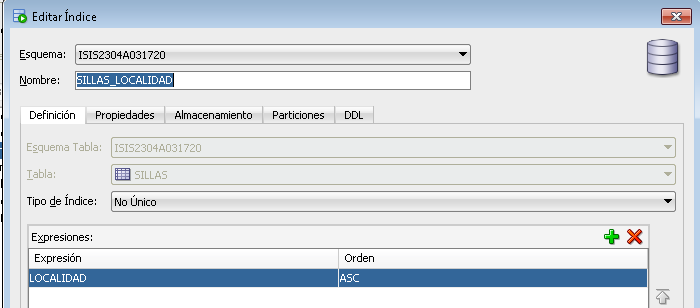 Editar Índice
Esquema: ISIS2304A031720
Nombre: SILLAS_LOCALIDAD
Definición Propiedades Almacenamiento Particiones DDL
Esquema Tabla: ISIS2304A031720
Tabla: SILLAS
Tipo de Índice: No Único
Expresiones:
Expresión Orden
LOCALIDAD ASC